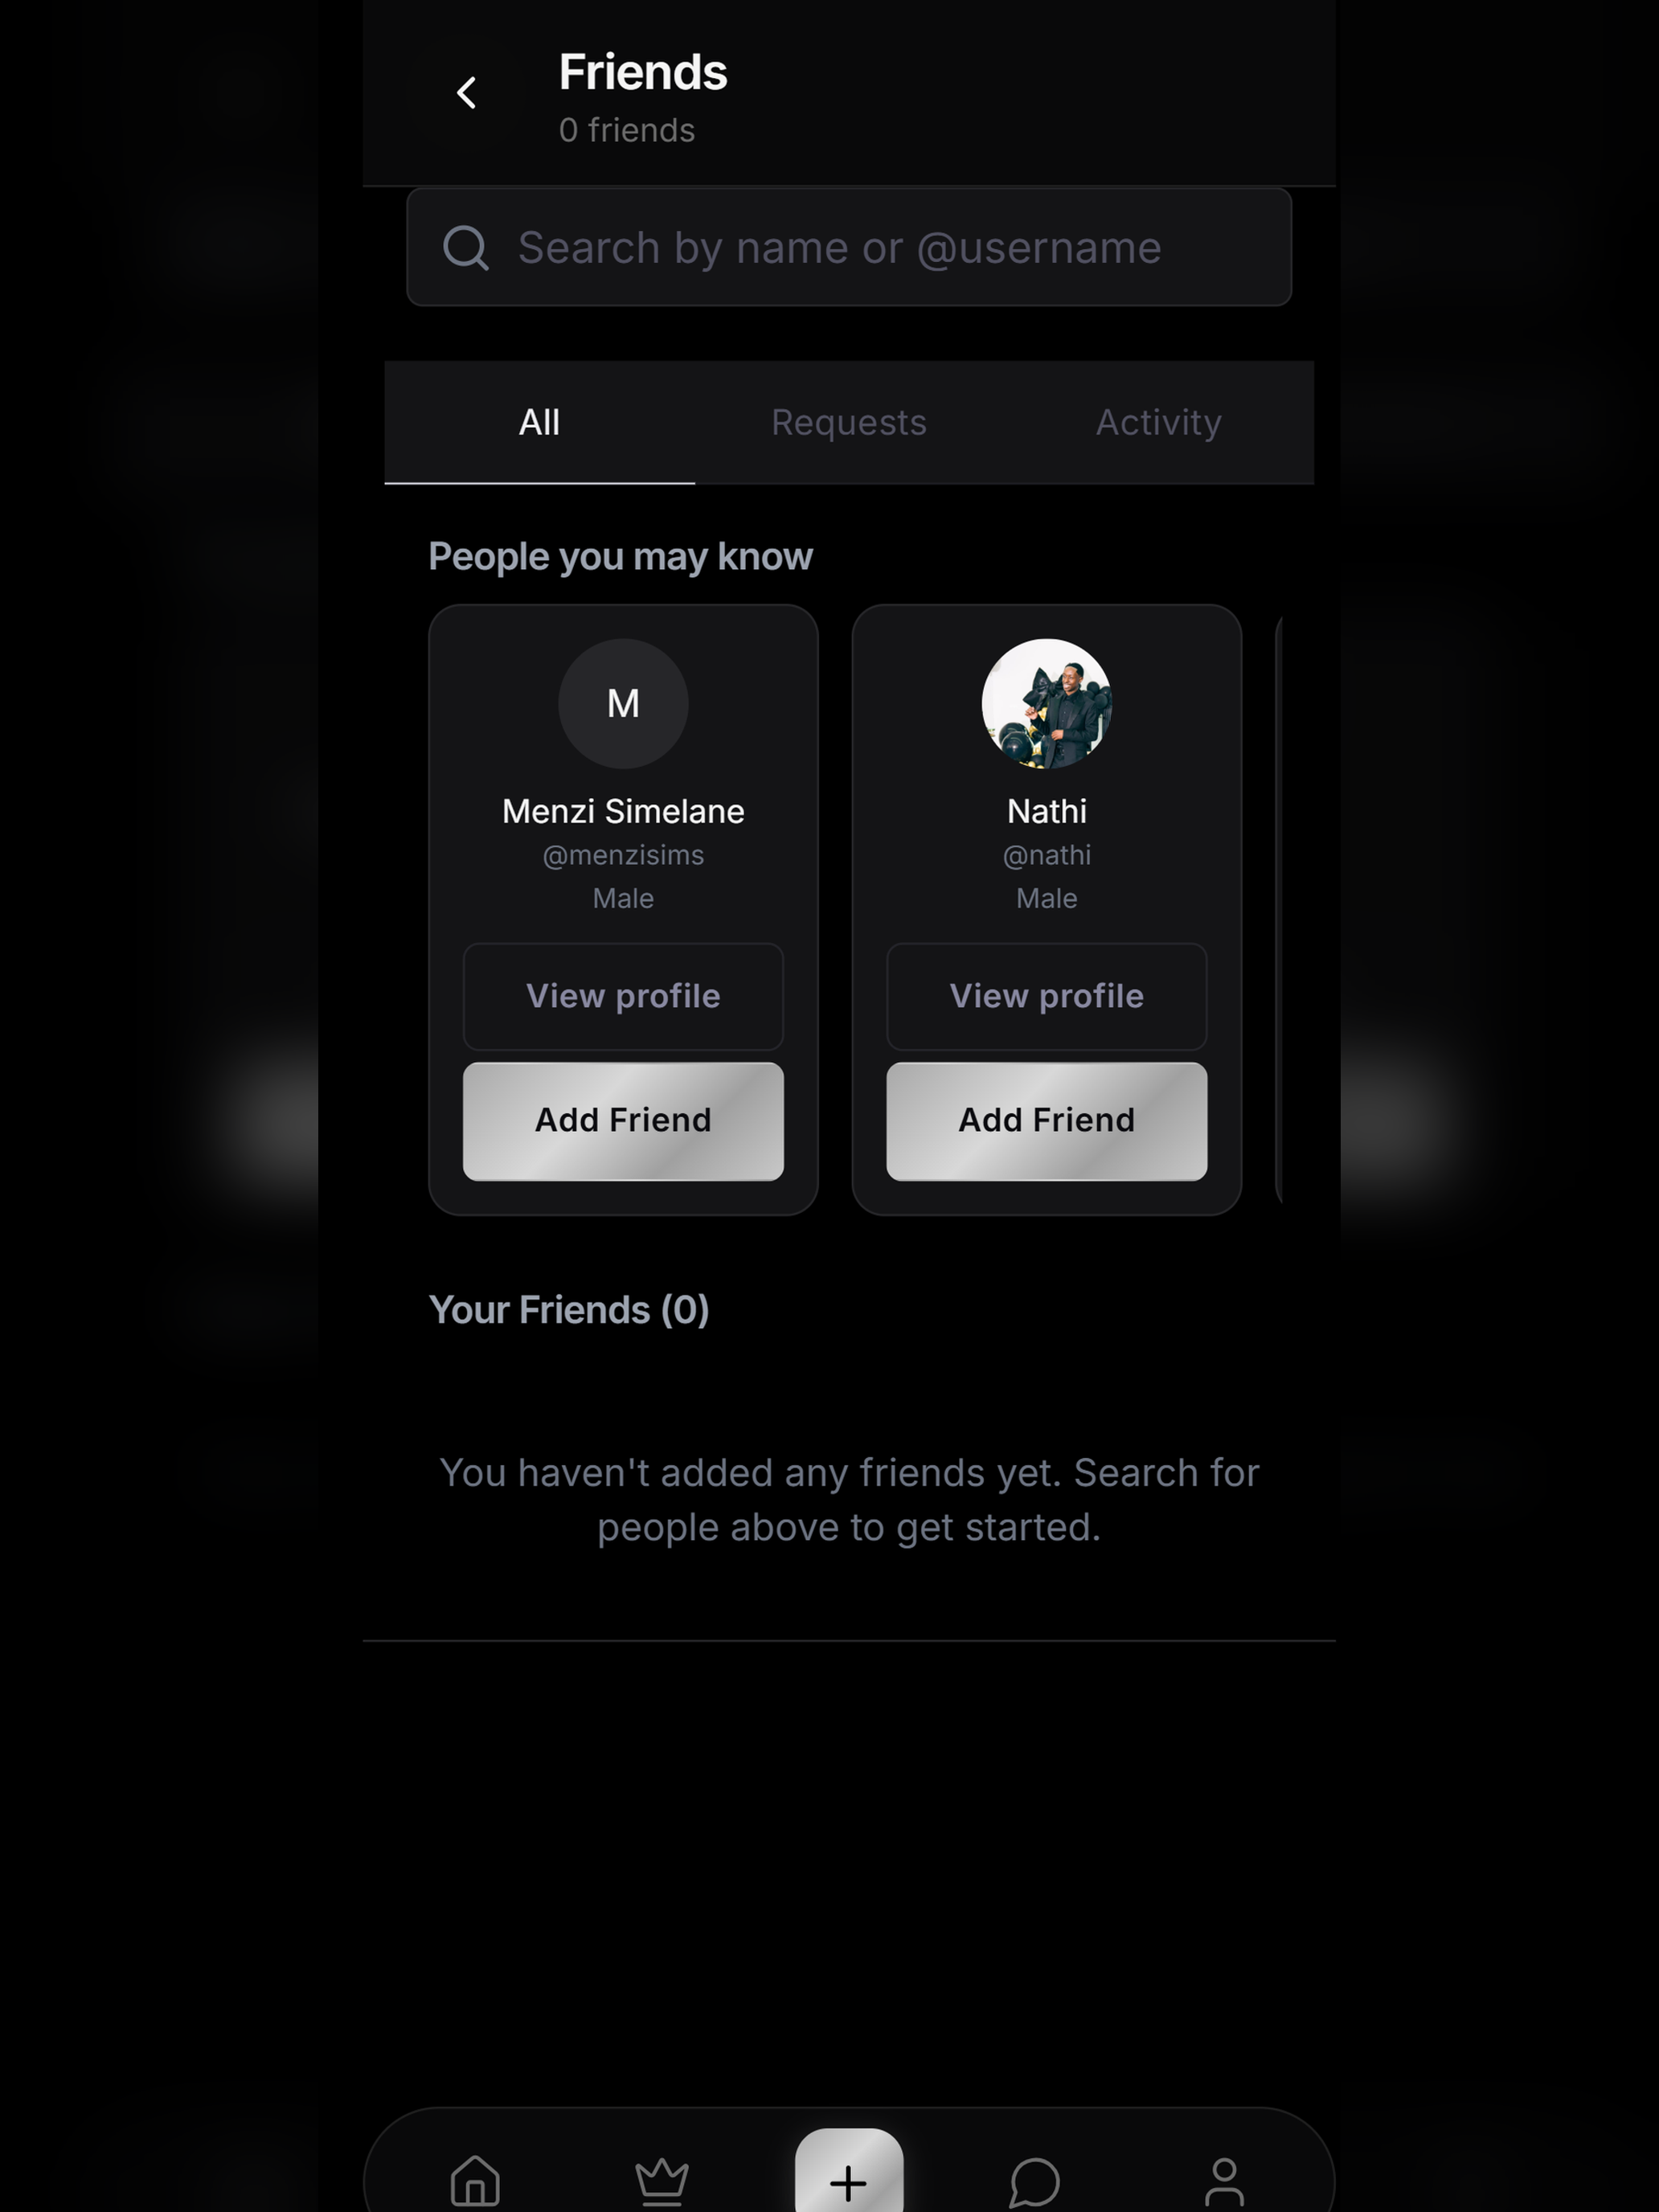 Friends
0 friends
Search by name or @username
All
Requests
Activity
People you may know
M
Menzi Simelane
@menzisims
Male
View profile
Add Friend
Nathi
@nathi
Male
View profile
Add Friend
Your Friends (0)
You haven't added any friends yet. Search for
people above to get started.